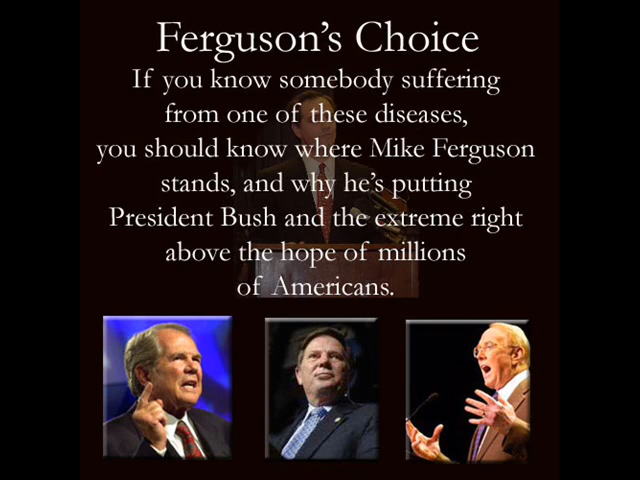 Ferguson's Choice
If you know somebody suffering
from one of these diseases,
you should know where Mike Ferguson
stands, and why he's putting
President Bush and the extreme right
above the hope of millions
of Americans.